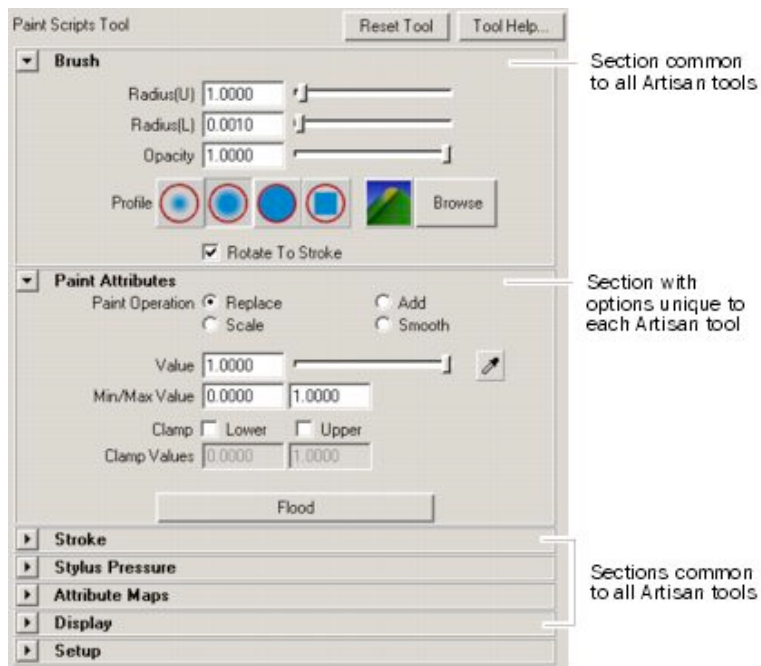 Paint Scripts Tool Reset Tool Tool Help...
Brush
Section common
to all Artisan tools
Radius(U) 1.0000
Radius(L) 0.0010
Opacity 1.0000
Profile Browse
Rotate To Stroke
Paint Attributes
Section with
options unique to
each Artisan tool
Paint Operation Replace Add
Scale Smooth
Value 1.0000
Min/Max Value 0.0000 1.0000
Clamp Lower Upper
Clamp Values 0.0000 1.0000
Flood
Stroke
Stylus Pressure
Attribute Maps
Display
Setup
Sections common
to all Artisan tools